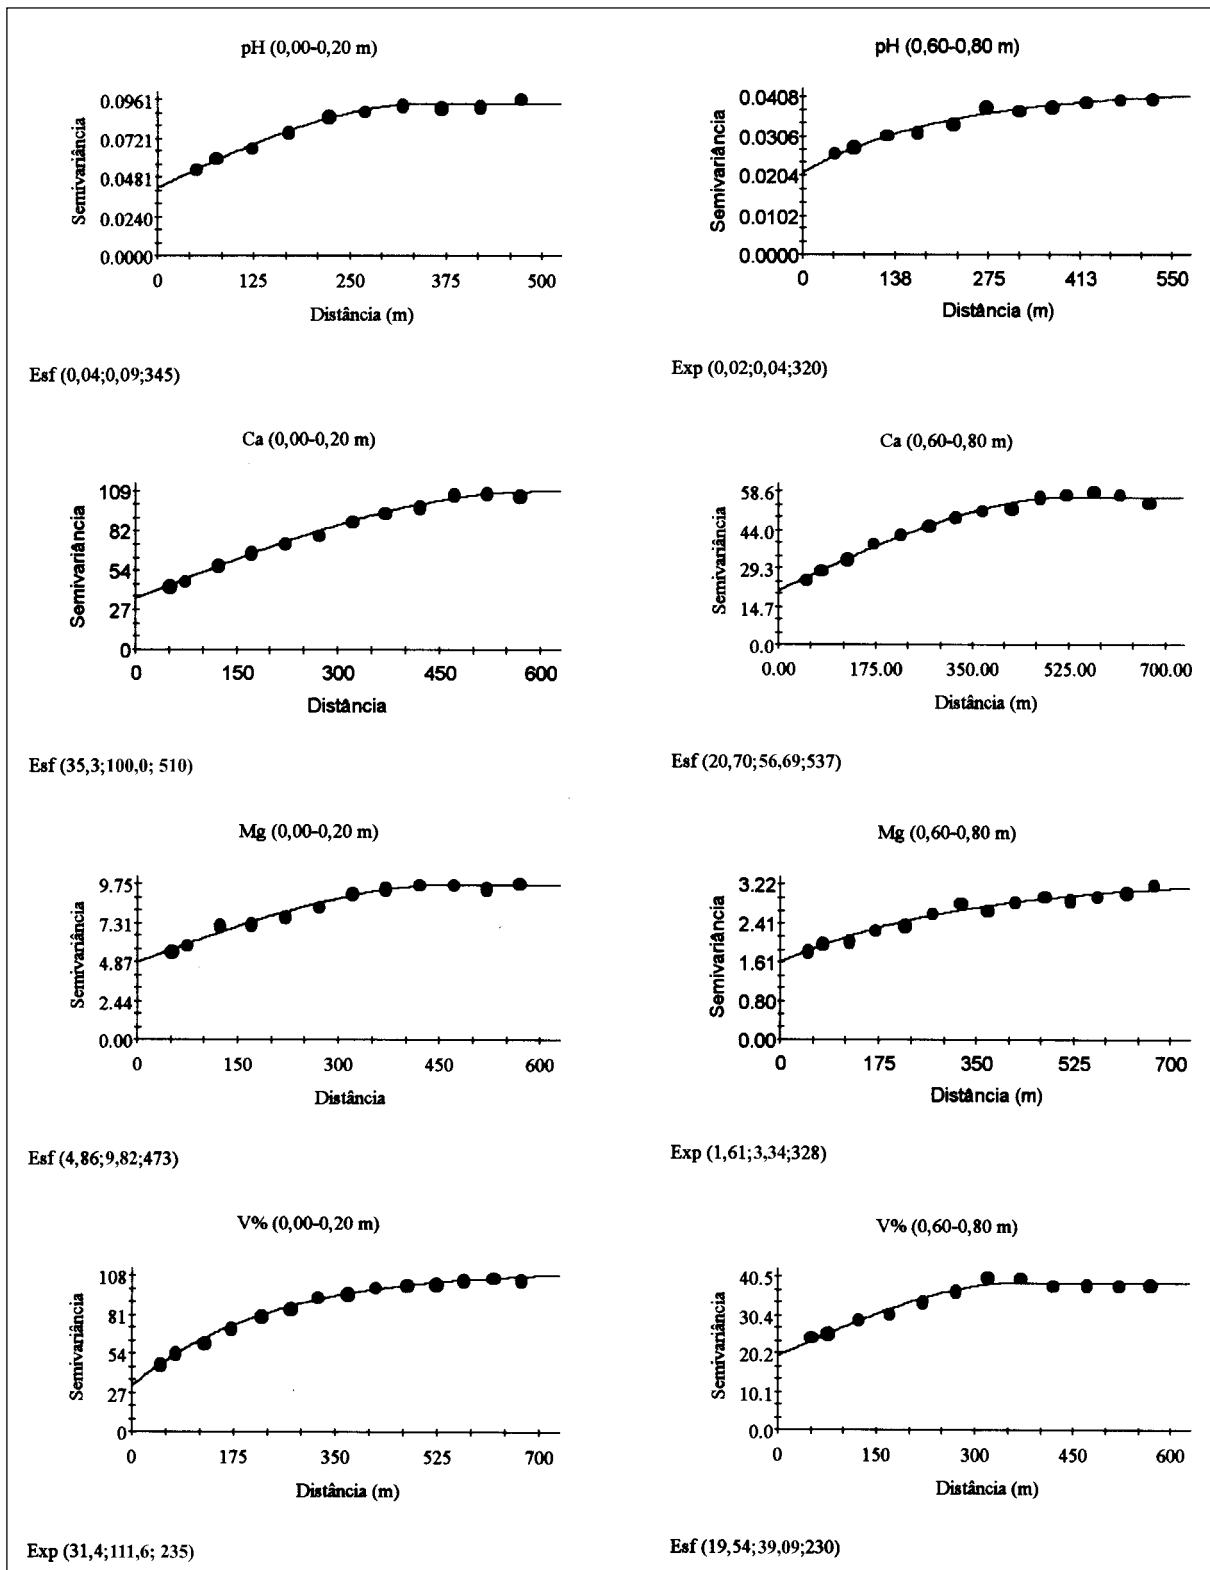 pH (0,00-0,20 m)
Semivariância
0.0961
0.0721
0.0481
0.0240
0.0000
0 125 250 375 500
Distância (m)
Esf (0,04;0,09;345)
pH (0,60-0,80 m)
Semivariância
0.0408
0.0306
0.0204
0.0102
0.0000
0 138 275 413 550
Distância (m)
Exp (0,02;0,04;320)
Ca (0,00-0,20 m)
Semivariância
109
82
54
27
0
0 150 300 450 600
Distância
Esf (35,3;100,0; 510)
Ca (0,60-0,80 m)
Semivariância
58.6
44.0
29.3
14.7
0.0
0.00 175.00 350.00 525.00 700.00
Distância (m)
Esf (20,70;56,69;537)
Mg (0,00-0,20 m)
Semivariância
9.75
7.31
4.87
2.44
0.00
0 150 300 450 600
Distância
Esf (4,86;9,82;473)
Mg (0,60-0,80 m)
Semivariância
3.22
2.41
1.61
0.80
0.00
0 175 350 525 700
Distância (m)
Exp (1,61;3,34;328)
V% (0,00-0,20 m)
Semivariância
108
81
54
27
0
0 175 350 525 700
Distância (m)
Exp (31,4;111,6; 235)
V% (0,60-0,80 m)
Semivariância
40.5
30.4
20.2
10.1
0.0
0 150 300 450 600
Distância (m)
Esf (19,54;39,09;230)